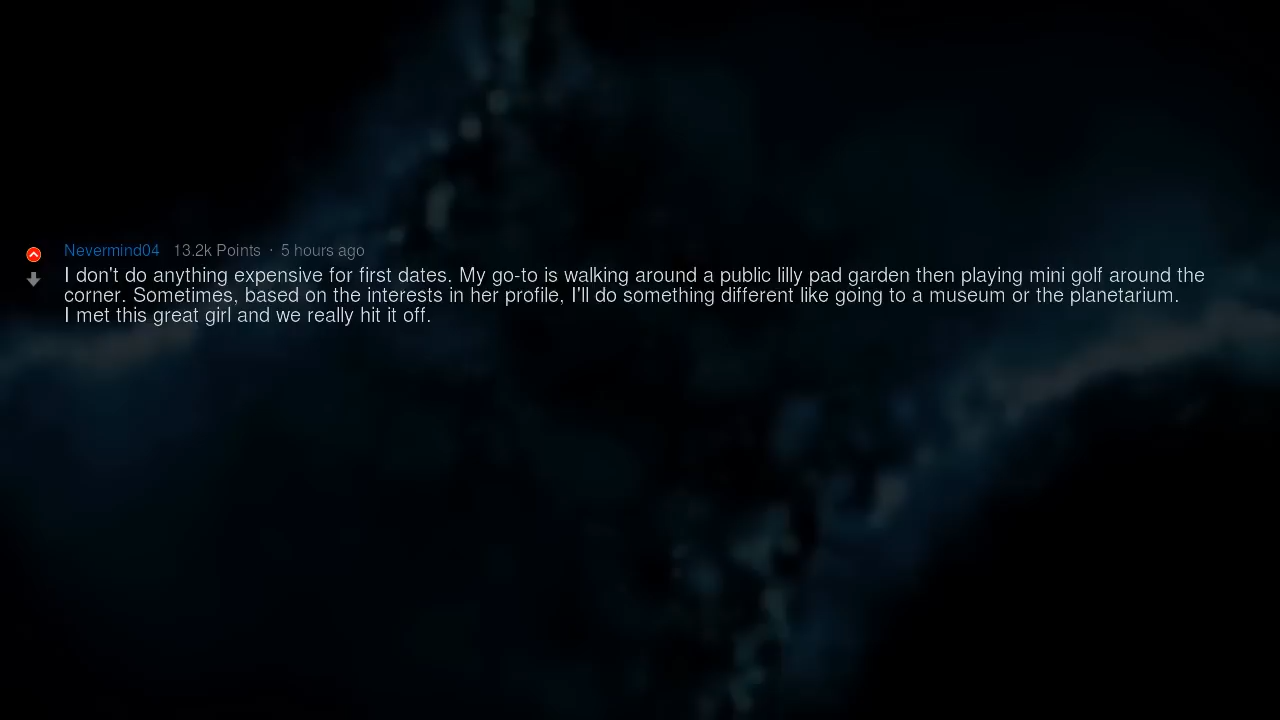 Nevermind04 13.2k Points · 5 hours ago
I don't do anything expensive for first dates. My go-to is walking around a public lilly pad garden then playing mini golf around the
corner. Sometimes, based on the interests in her profile, I'll do something different like going to a museum or the planetarium.
I met this great girl and we really hit it off.